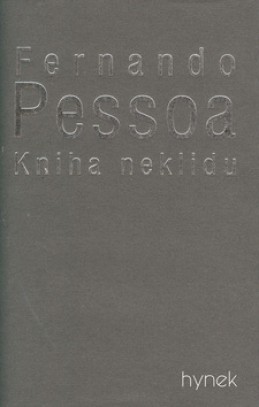 Fernando
Pessoa
Kniha neklidu
hynek